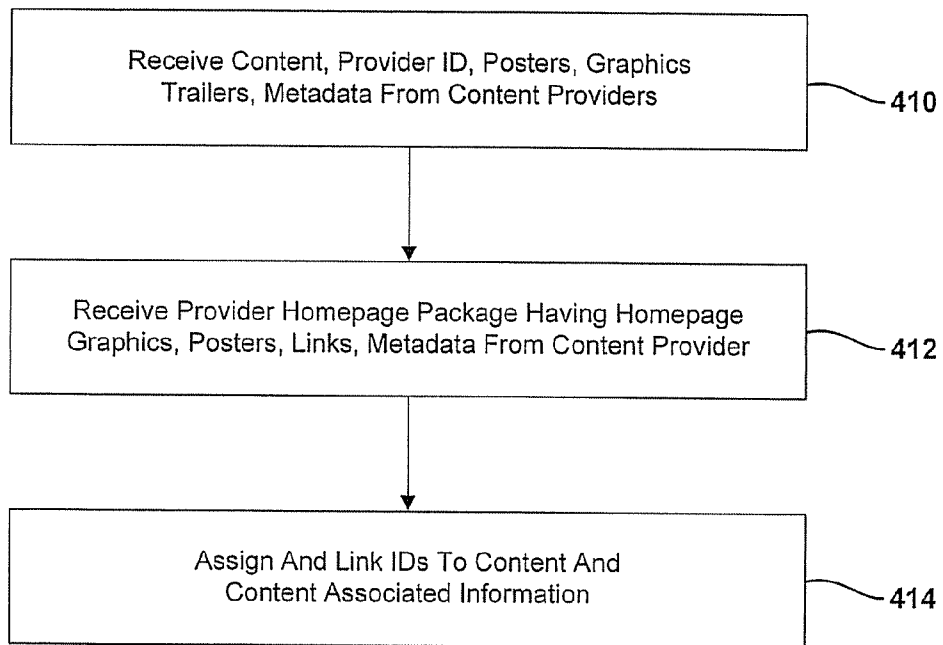 Receive Content, Provider ID, Posters, Graphics
Trailers, Metadata From Content Providers
410
Receive Provider Homepage Package Having Homepage
Graphics, Posters, Links, Metadata From Content Provider
412
Assign And Link IDs To Content And
Content Associated Information
414